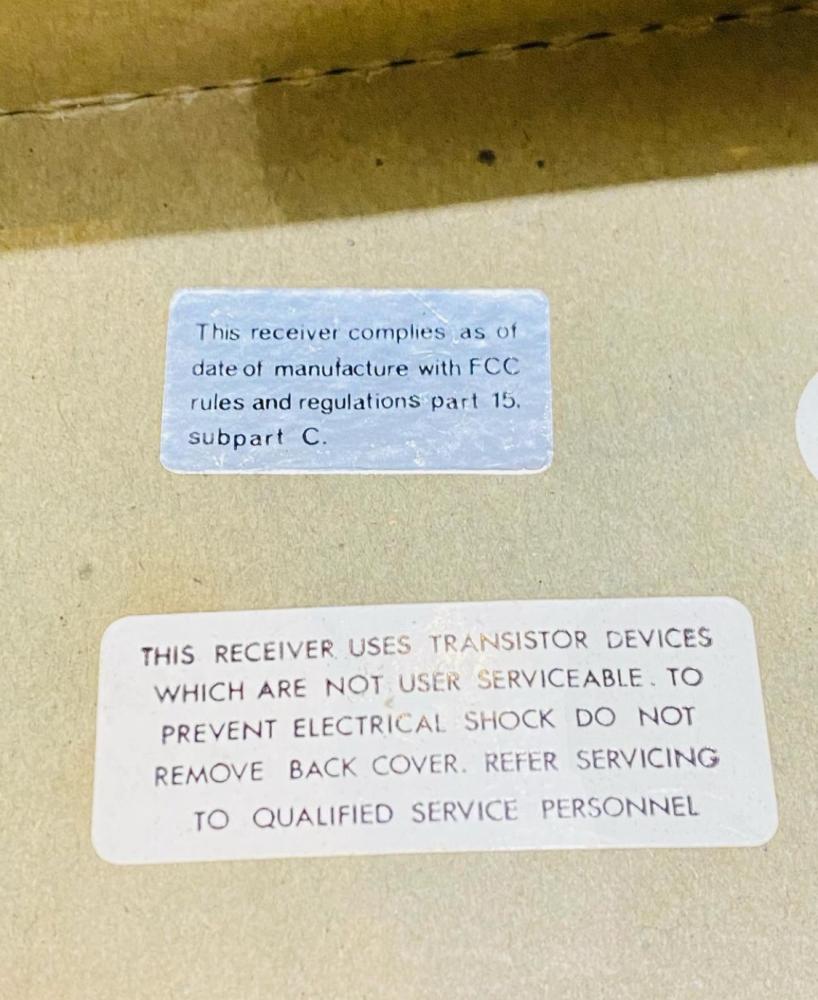 This receiver complies as of
date of manufacture with FCC
rules and regulations part 15.
subpart C.
THIS RECEIVER USES TRANSISTOR DEVICES
WHICH ARE NOT USER SERVICEABLE. TO
PREVENT ELECTRICAL SHOCK DO NOT
REMOVE BACK COVER. REFER SERVICING
TO QUALIFIED SERVICE PERSONNEL